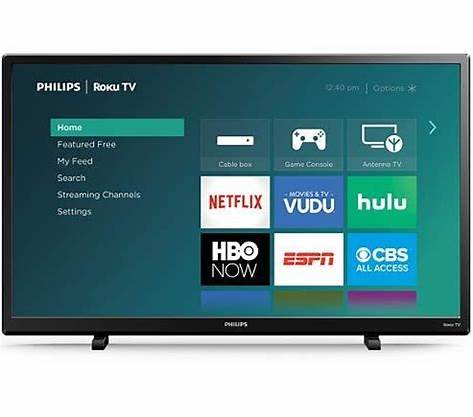 PHILIPS | Roku TV
12:40 pm | Options
Home
Featured Free
My Feed
Search
Streaming Channels
Settings
Cable box
Game Console
Antenna TV
NETFLIX
MOVIES & TV
VUDU
hulu
HBO
NOW
ESPN
CBS
ALL ACCESS
PHILIPS
Roku TV